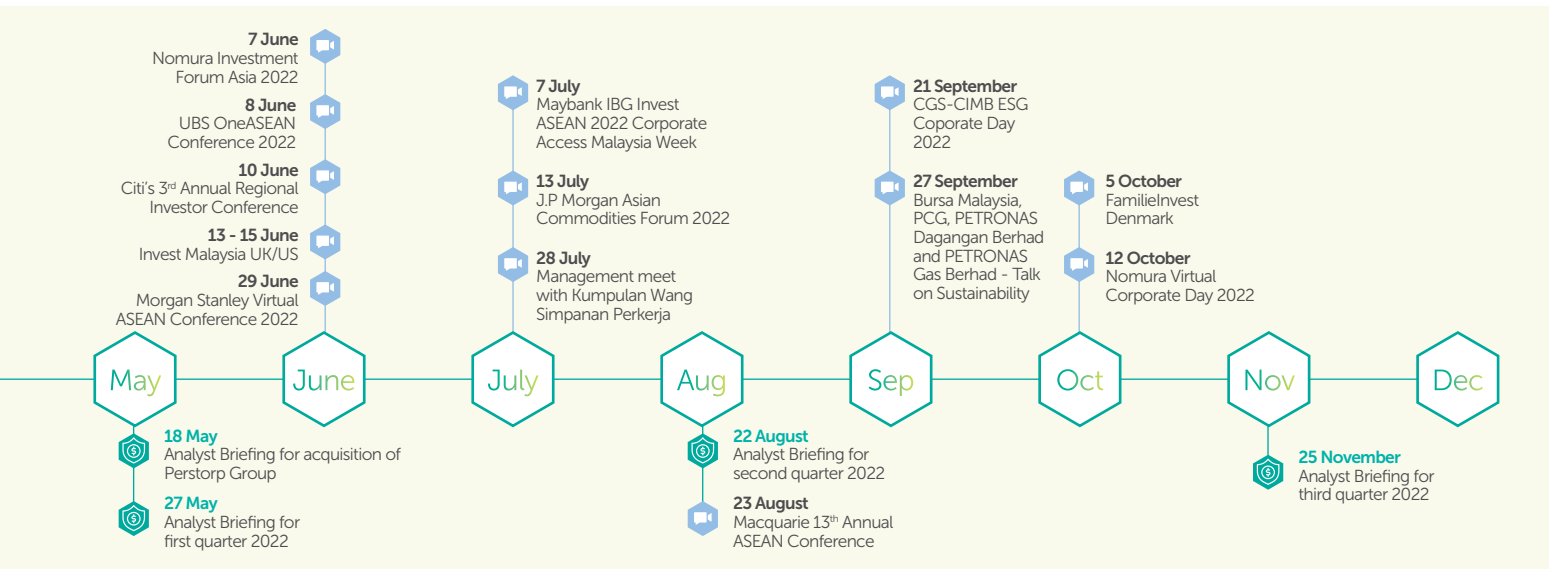 7 June
Nomura Investment
Forum Asia 2022
8 June
UBS OneASEAN
Conference 2022
10 June
Citi's 3rd Annual Regional
Investor Conference
13 - 15 June
Invest Malaysia UK/US
29 June
Morgan Stanley Virtual
ASEAN Conference 2022
7 July
Maybank IBG Invest
ASEAN 2022 Corporate
Access Malaysia Week
13 July
J.P Morgan Asian
Commodities Forum 2022
28 July
Management meet
with Kumpulan Wang
Simpanan Perkerja
21 September
CGS-CIMB ESG
Coporate Day
2022
27 September
Bursa Malaysia,
PCG, PETRONAS
Dagangan Berhad
and PETRONAS
Gas Berhad - Talk
on Sustainability
5 October
FamilieInvest
Denmark
12 October
Nomura Virtual
Corporate Day 2022
May
June
July
Aug
Sep
Oct
Nov
Dec
18 May
Analyst Briefing for acquisition of
Perstorp Group
27 May
Analyst Briefing for
first quarter 2022
22 August
Analyst Briefing for
second quarter 2022
23 August
Macquarie 13th Annual
ASEAN Conference
25 November
Analyst Briefing for
third quarter 2022